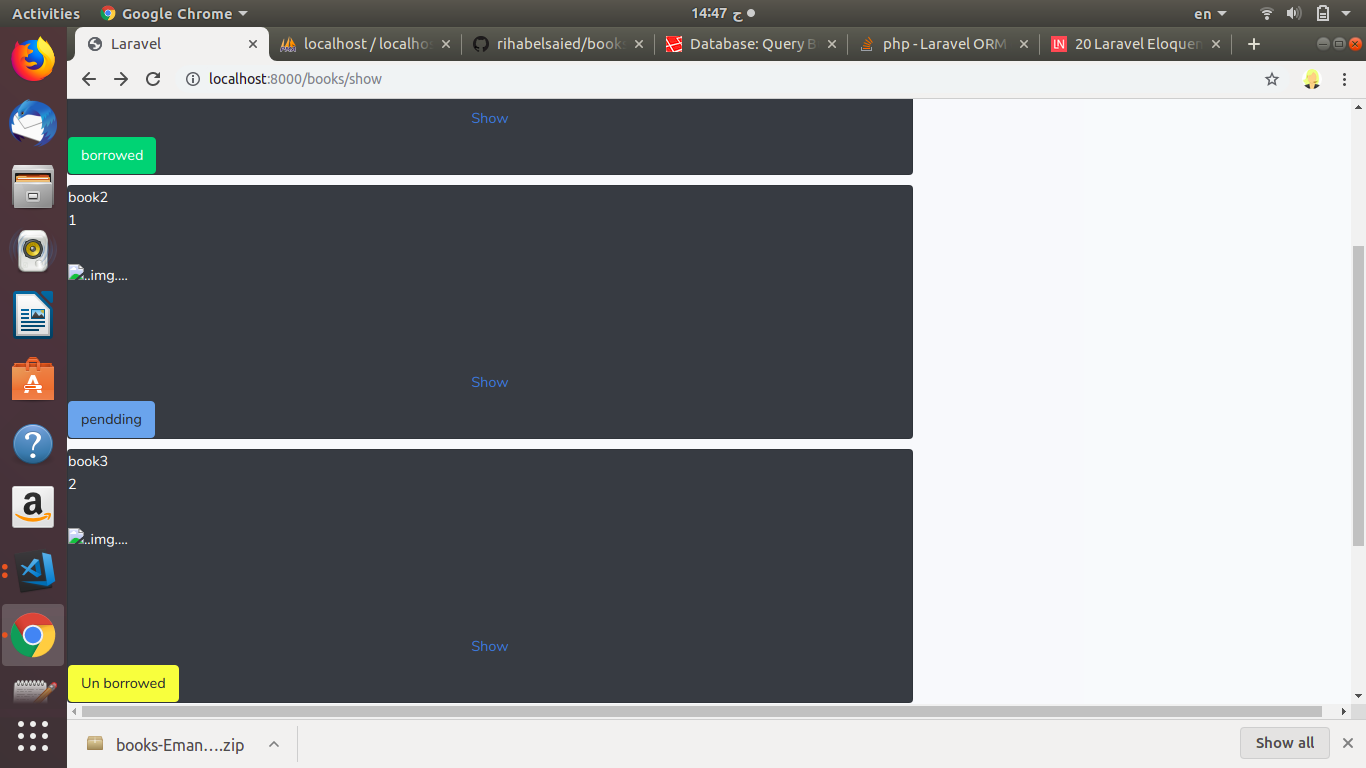 Activities
Google Chrome
ج 14:47
en
Laravel
localhost / localho
rihabelsaied/book
Database: Query B
php - Laravel ORM
IN
20 Laravel Eloquen
localhost:8000/books/show
Show
borrowed
book2
1
..img....
Show
pendding
book3
2
..img....
Show
Un borrowed
books-Eman....zip
Show all